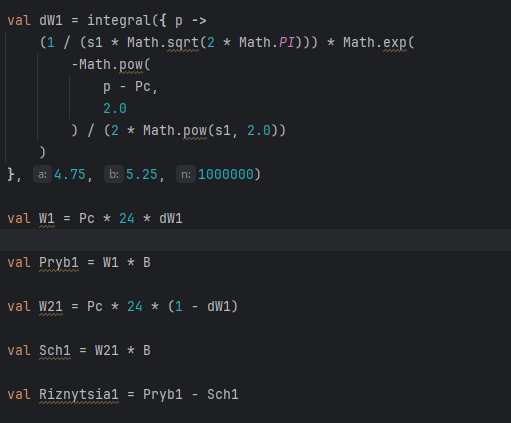 val dW1 = integral({ p ->
(1 / (s1 * Math.sqrt(2 * Math.PI))) * Math.exp(
-Math.pow(
p - Pc,
2.0
) / (2 * Math.pow(s1, 2.0))
)
}, a: 4.75, b: 5.25, n: 1000000)
val W1 = Pc * 24 * dW1
val Pryb1 = W1 * B
val W21 = Pc * 24 * (1 - dW1)
val Sch1 = W21 * B
val Riznytsia1 = Pryb1 - Sch1